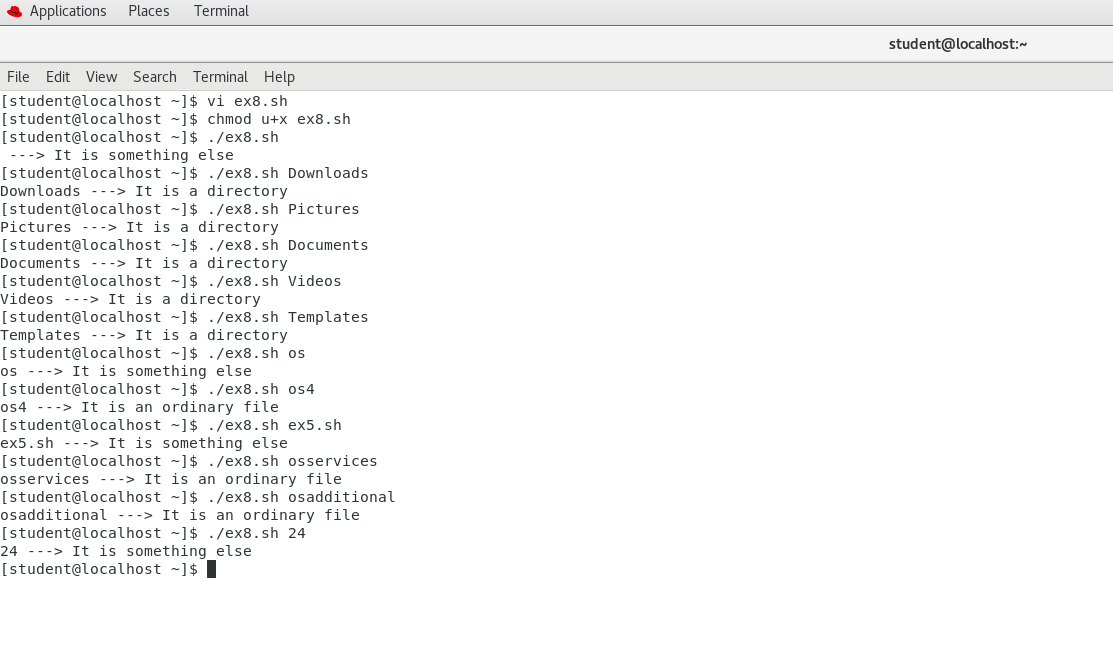 Applications Places Terminal
student@localhost:~
File Edit View Search Terminal Help
[student@localhost ~]$ vi ex8.sh
[student@localhost ~]$ chmod u+x ex8.sh
[student@localhost ~]$ ./ex8.sh
 ---> It is something else
[student@localhost ~]$ ./ex8.sh Downloads
Downloads ---> It is a directory
[student@localhost ~]$ ./ex8.sh Pictures
Pictures ---> It is a directory
[student@localhost ~]$ ./ex8.sh Documents
Documents ---> It is a directory
[student@localhost ~]$ ./ex8.sh Videos
Videos ---> It is a directory
[student@localhost ~]$ ./ex8.sh Templates
Templates ---> It is a directory
[student@localhost ~]$ ./ex8.sh os
os ---> It is something else
[student@localhost ~]$ ./ex8.sh os4
os4 ---> It is an ordinary file
[student@localhost ~]$ ./ex8.sh ex5.sh
ex5.sh ---> It is something else
[student@localhost ~]$ ./ex8.sh osservices
osservices ---> It is an ordinary file
[student@localhost ~]$ ./ex8.sh osadditional
osadditional ---> It is an ordinary file
[student@localhost ~]$ ./ex8.sh 24
24 ---> It is something else
[student@localhost ~]$